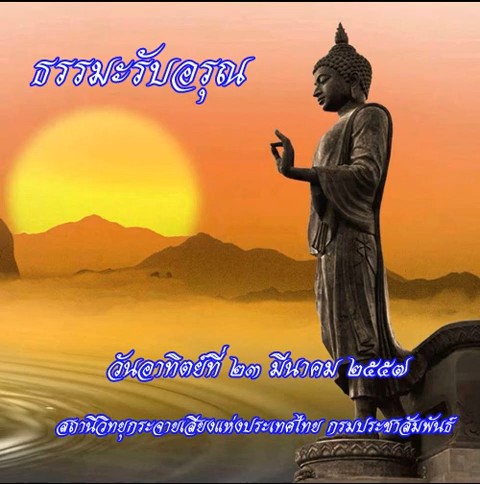 ธรรมะรับอรุณ
วันอาทิตย์ที่ ๒๓ มีนาคม ๒๕๕๗
สถานีวิทยุกระจายเสียงแห่งประเทศไทย กรมประชาสัมพันธ์